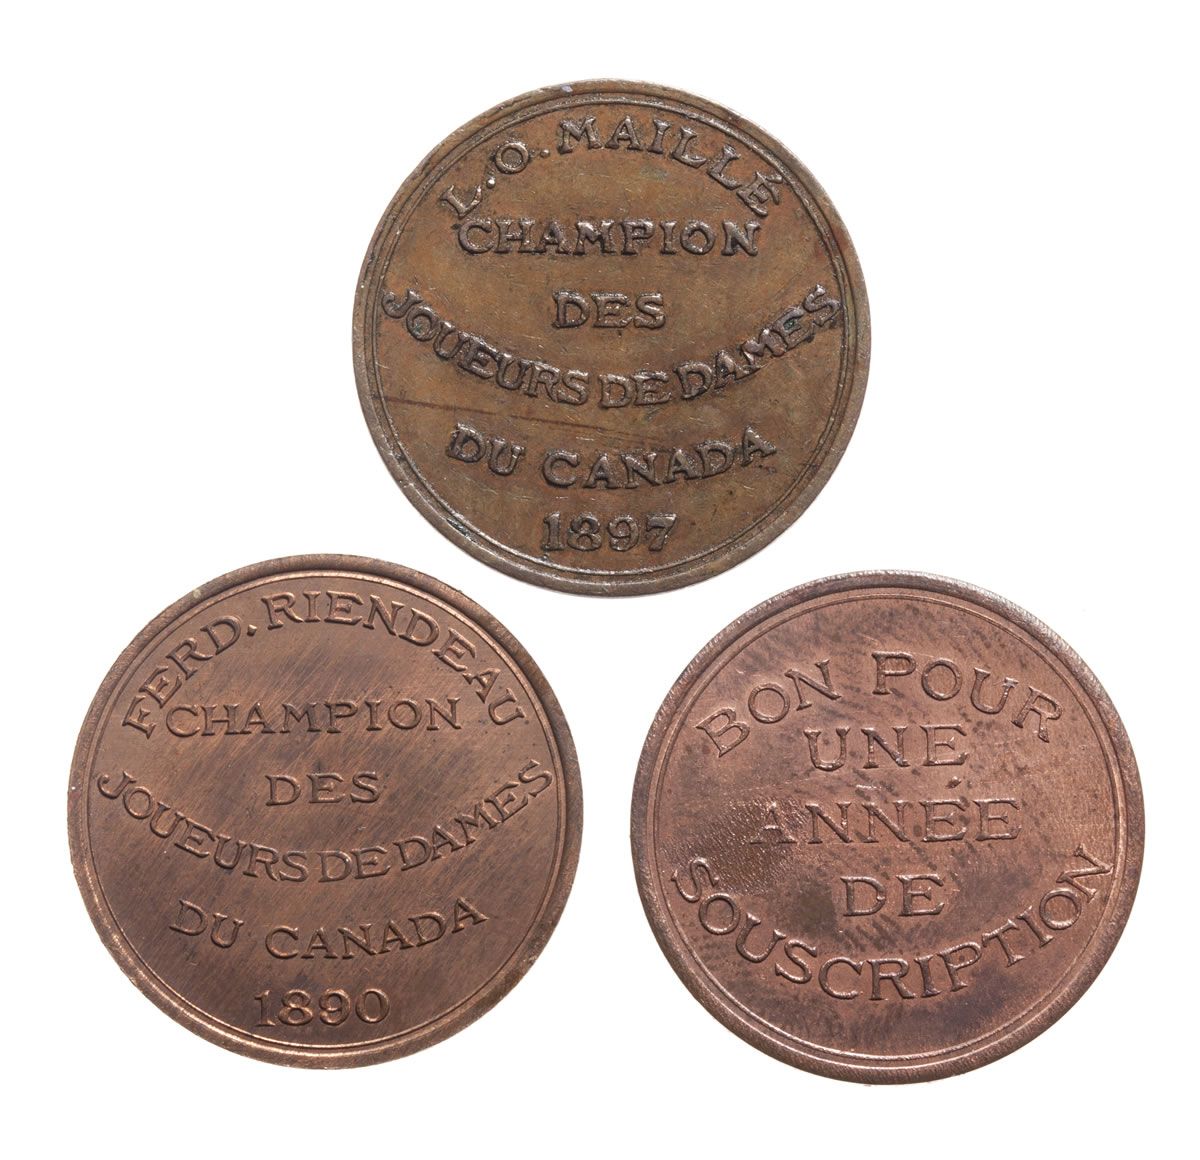 L.O. MAILLÉ
CHAMPION
DES
JOUEURS DE DAMES
DU CANADA
1897
FERD. RIENDEAU
CHAMPION
DES
JOUEURS DE DAMES
DU CANADA
1890
BON POUR
UNE
ANNÉE
DE
SOUSCRIPTION